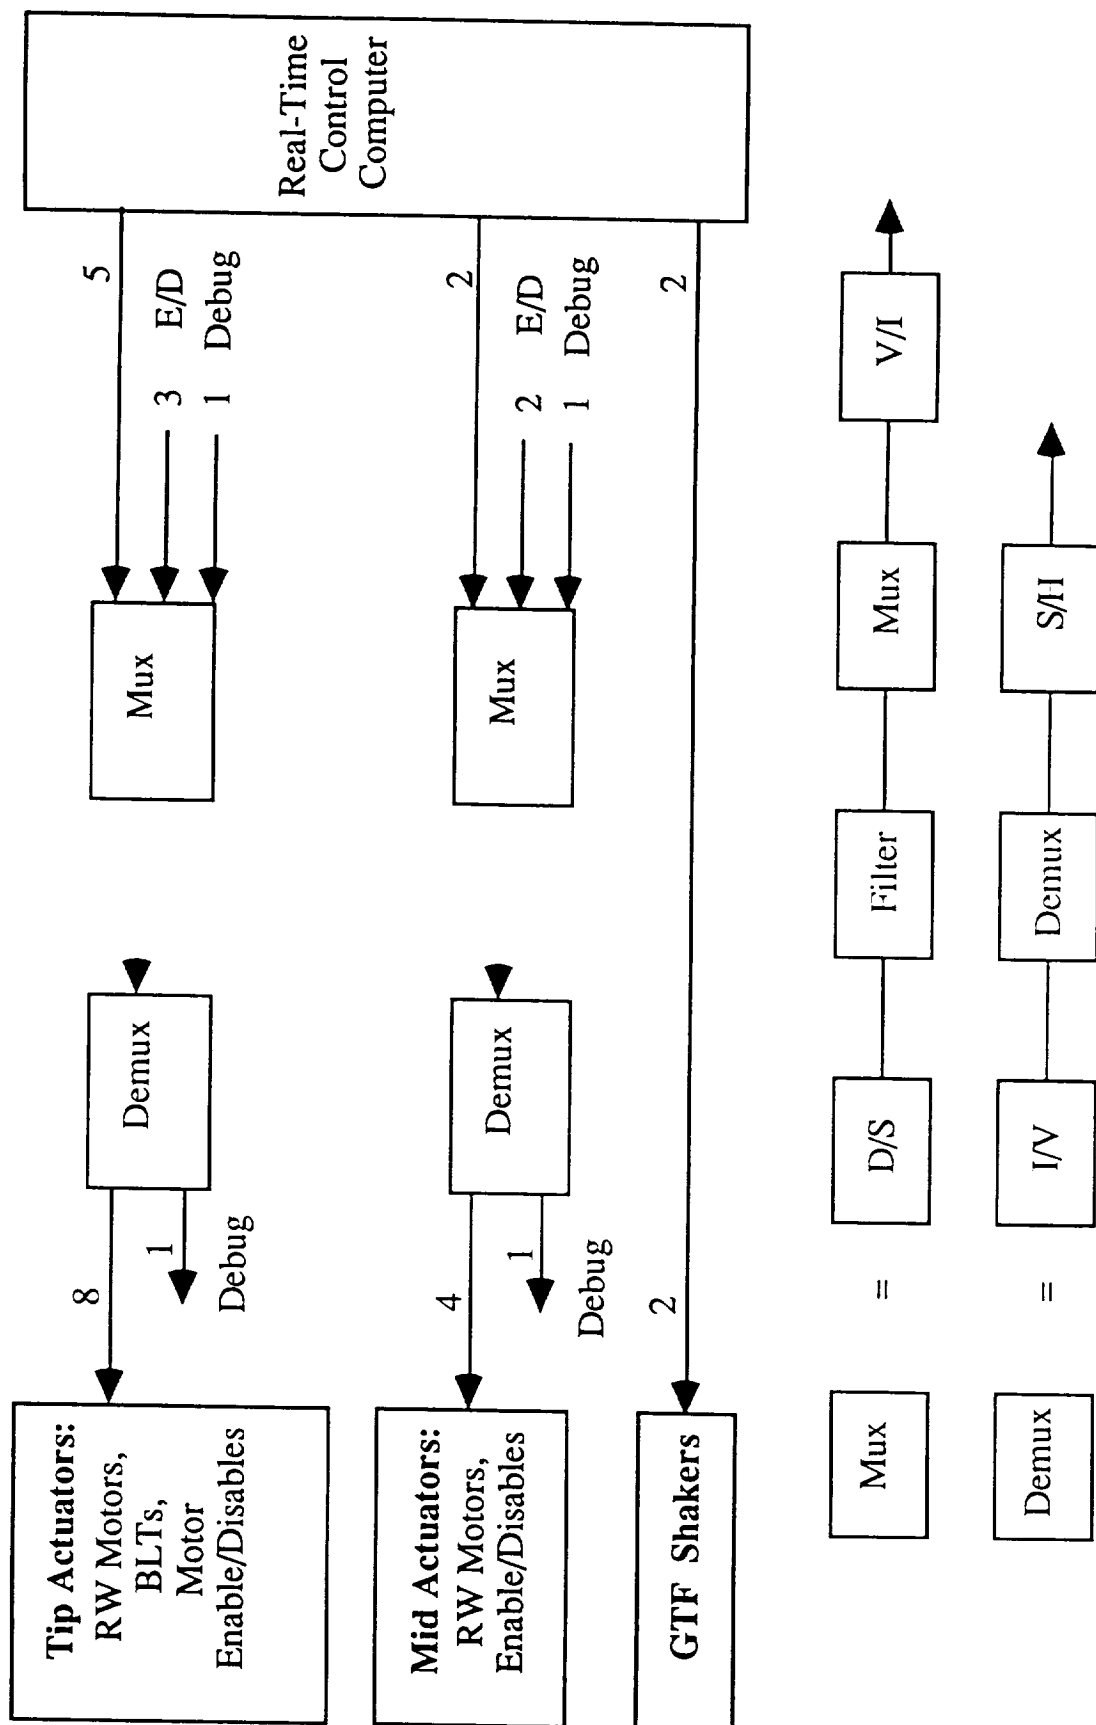 Tip Actuators:
RW Motors,
BLTs,
Motor
Enable/Disables
8
1
Debug
Demux
Mux
5
3 E/D
1 Debug
Real-Time
Control
Computer
Mid Actuators:
RW Motors,
Enable/Disables
4
1
Debug
Demux
Mux
2
2 E/D
1 Debug
GTF Shakers
2
2
Mux
=
D/S
Filter
Mux
V/I
Demux
=
I/V
Demux
S/H